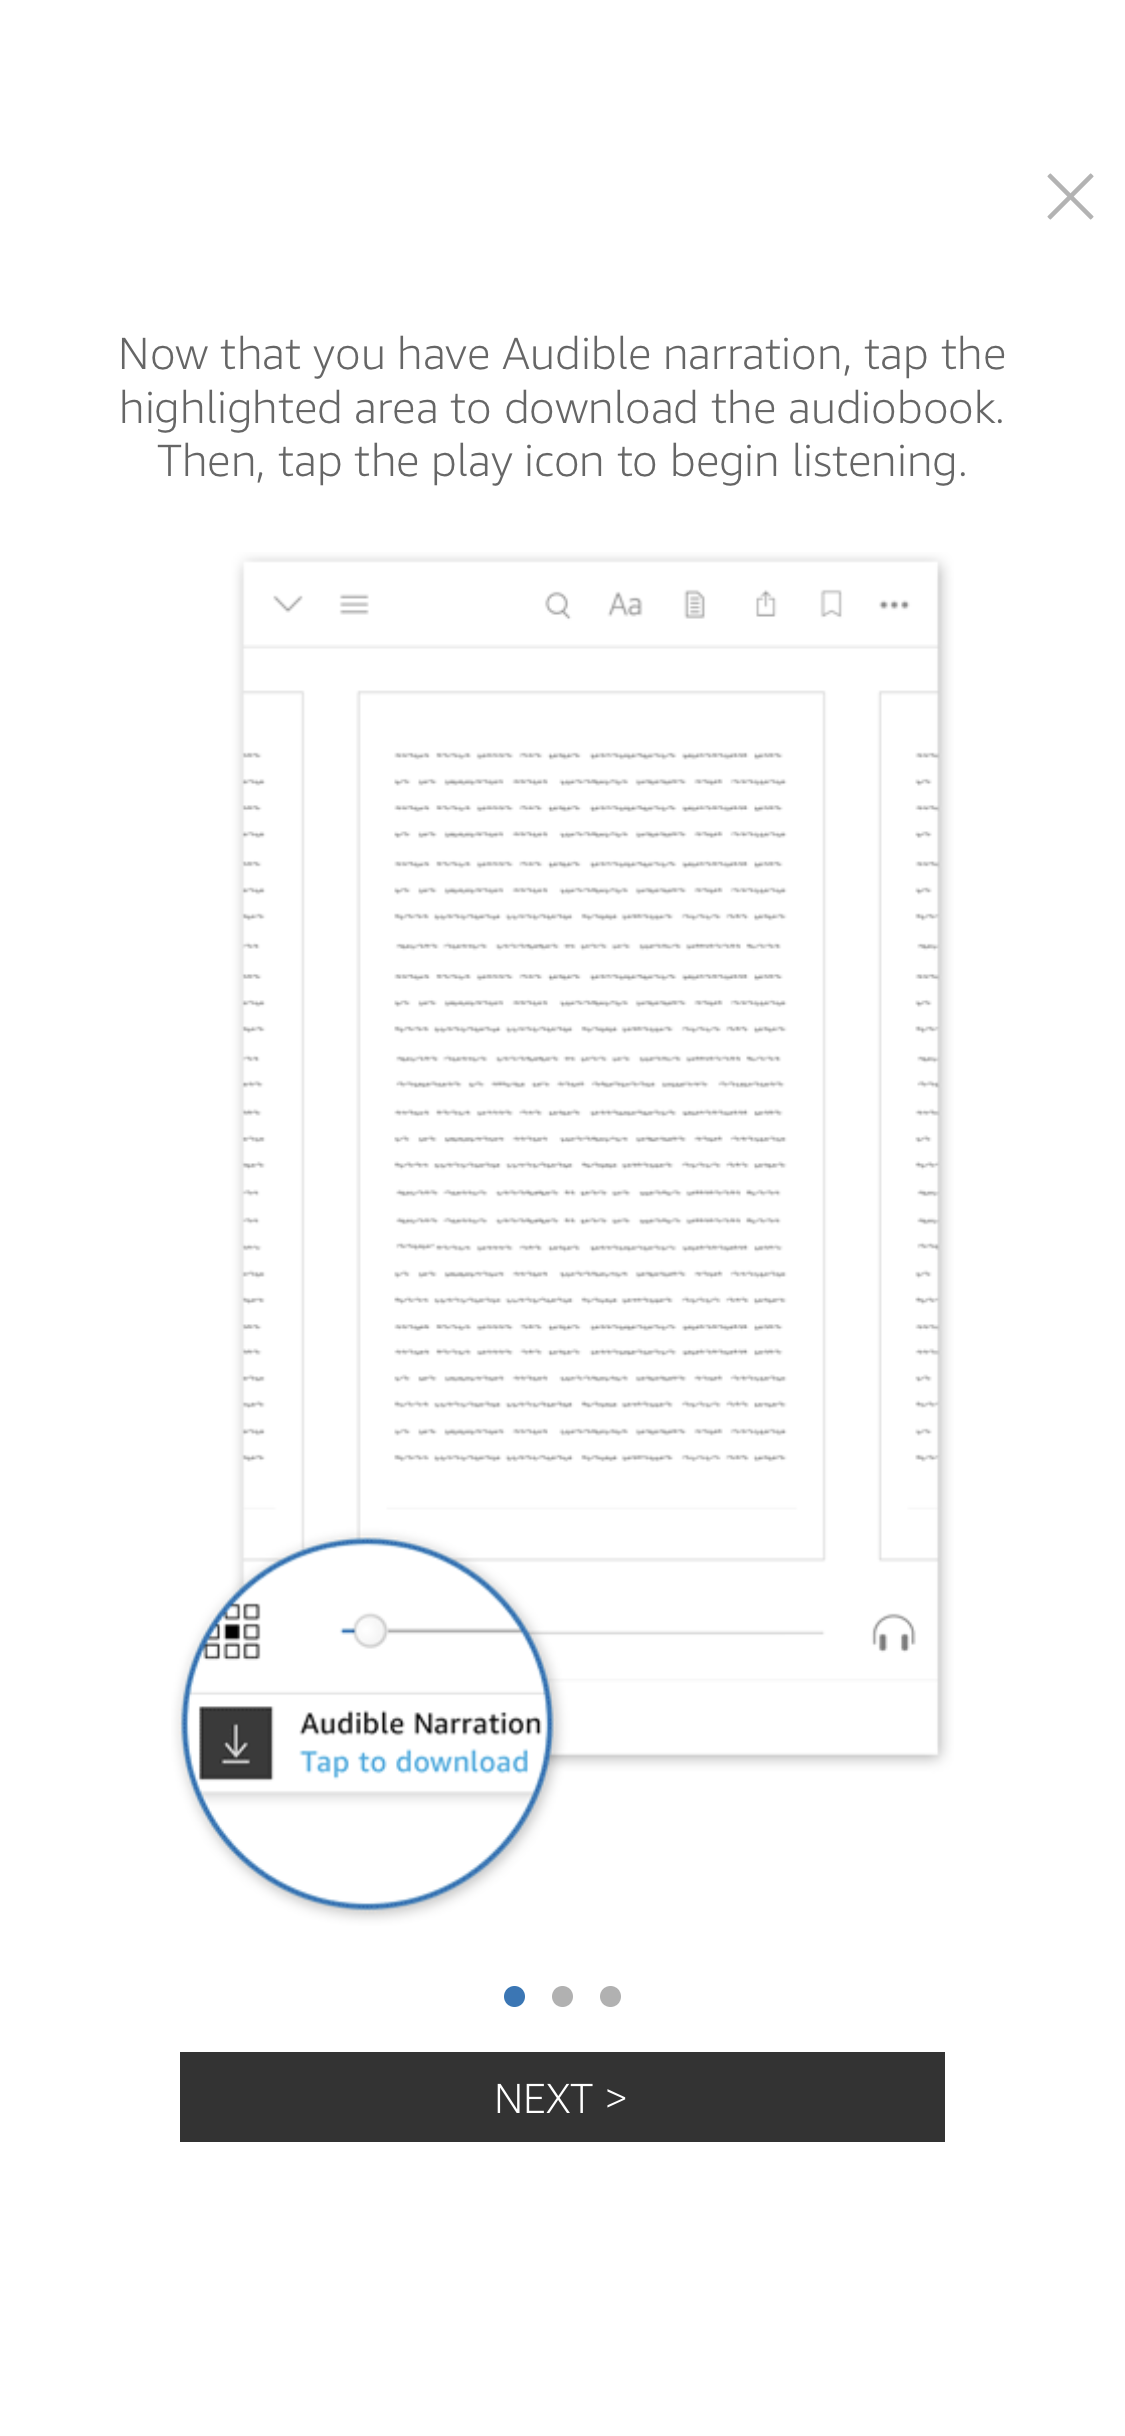 Now that you have Audible narration, tap the
highlighted area to download the audiobook.
Then, tap the play icon to begin listening.
Aa
Audible Narration
Tap to download
NEXT >